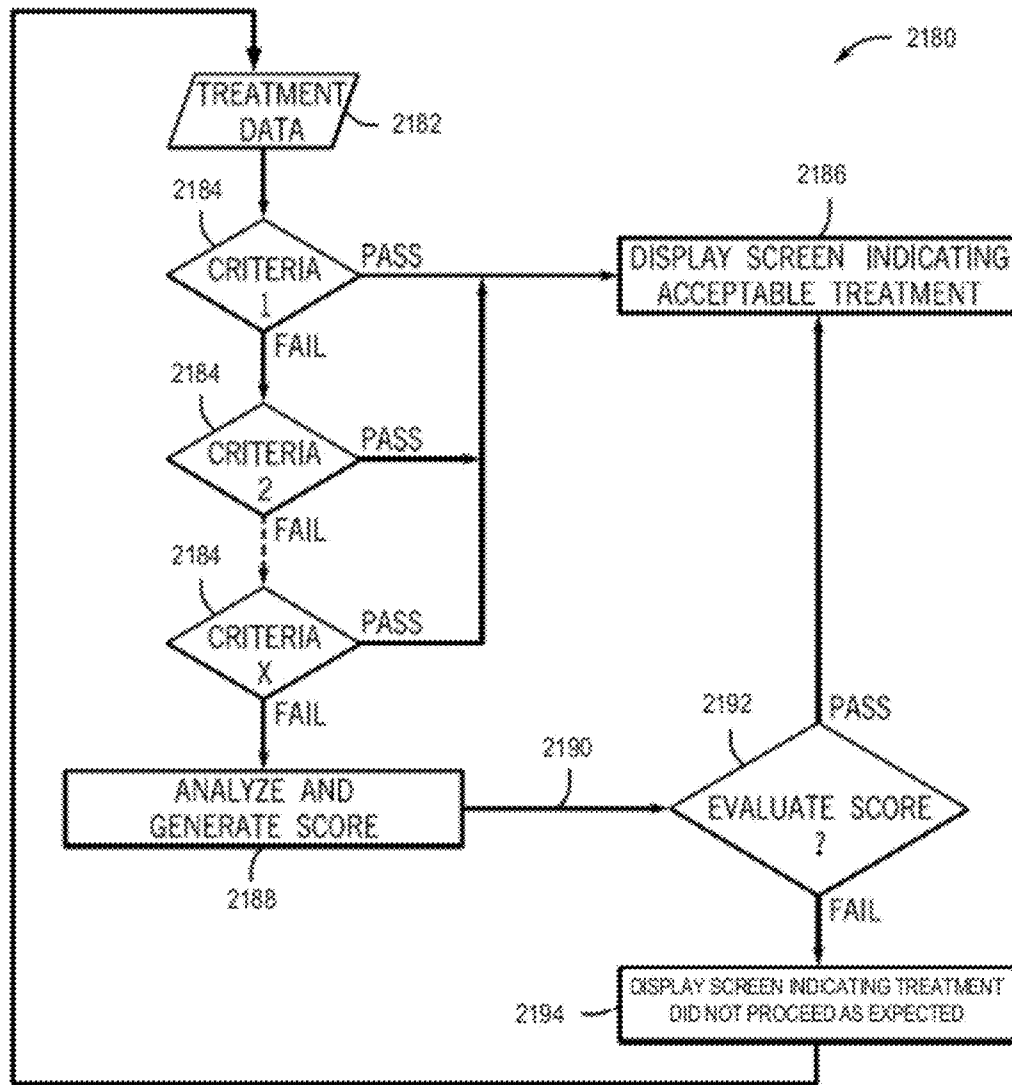 2180
TREATMENT
DATA
2182
2184
CRITERIA
1
PASS
FAIL
2186
DISPLAY SCREEN INDICATING
ACCEPTABLE TREATMENT
2184
CRITERIA
2
PASS
FAIL
2184
CRITERIA
X
PASS
FAIL
ANALYZE AND
GENERATE SCORE
2188
2190
2192
PASS
EVALUATE SCORE
?
FAIL
DISPLAY SCREEN INDICATING TREATMENT
DID NOT PROCEED AS EXPECTED
2194